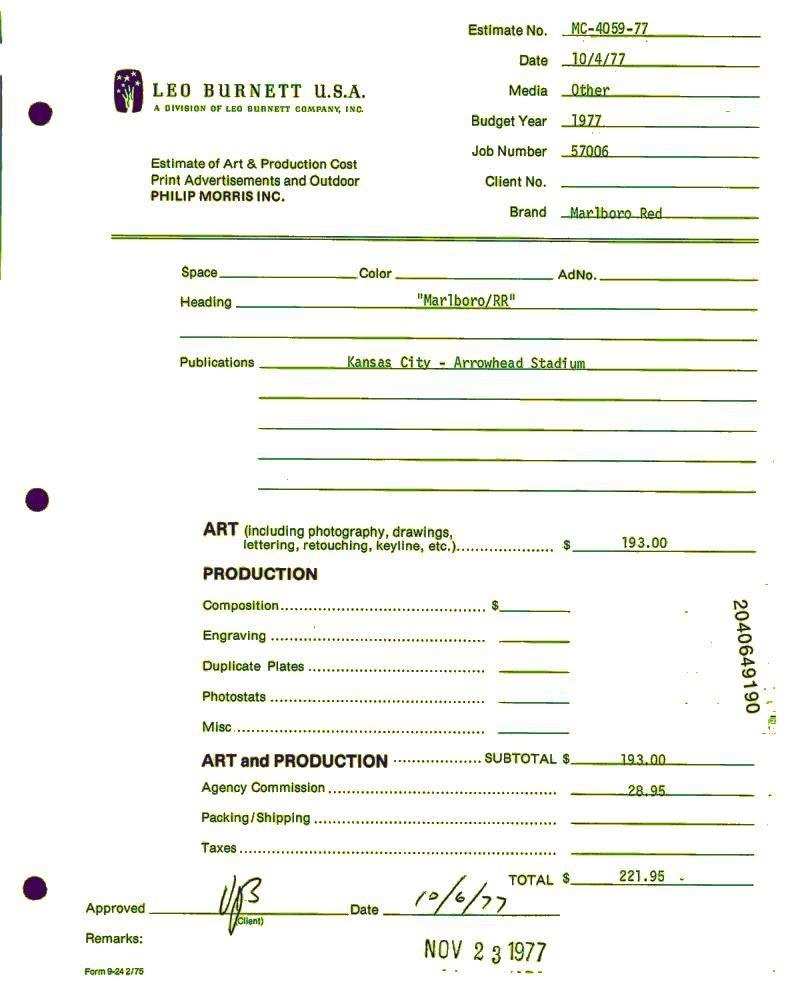 Estimate No. MC-4059-77
Date 10/4/77
LEO BURNETT U.S.A.
A DIVISION OF LEO BURNETT COMPANY, INC.
Media Other
Budget Year 1977
Job Number 57006
Estimate of Art & Production Cost
Print Advertisements and Outdoor
PHILIP MORRIS INC.
Client No.
Brand Marlboro Red
Space Color AdNo.
Heading "Marlboro/RR"
Publications Kansas City - Arrowhead Stadium
ART (including photography, drawings,
lettering, retouching, keyline, etc.)..................... $ 193.00
PRODUCTION
Composition............................................. $
Engraving ...............................................
Duplicate Plates .......................................
Photostats ...............................................
Misc........................................................
ART and PRODUCTION .................. SUBTOTAL $ 193.00
Agency Commission .................................................. 28.95
Packing/Shipping .....................................................
Taxes......................................................................
TOTAL $ 221.95
Approved Date 10/6/77
(Client)
Remarks:
NOV 23 1977
Form 9-24 2/75
2040649190